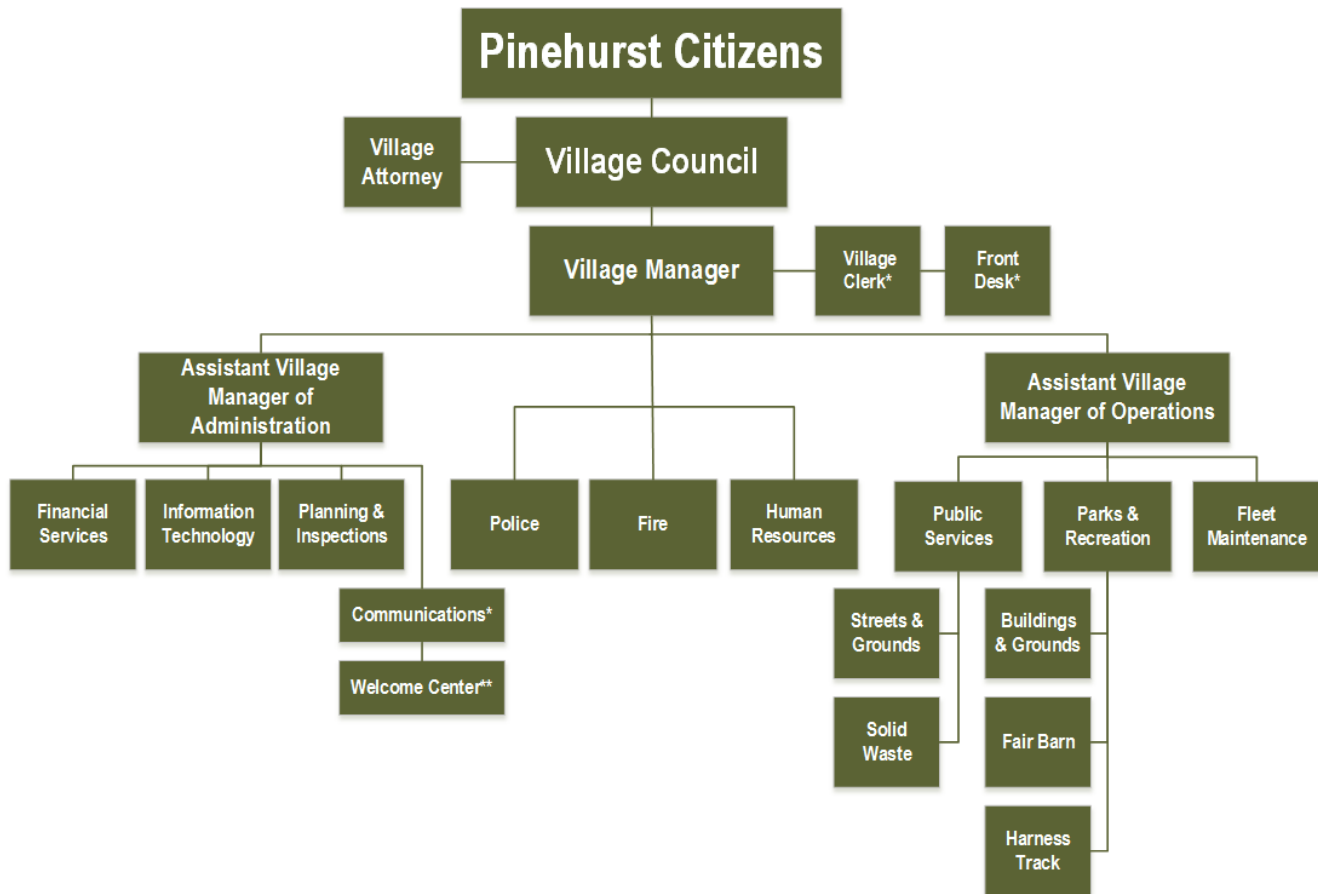 Pinehurst Citizens
Village
Attorney
Village Council
Village Manager
Village
Clerk*
Front
Desk*
Assistant Village
Manager of
Administration
Assistant Village
Manager of Operations
Financial
Services
Information
Technology
Planning &
Inspections
Police
Fire
Human
Resources
Public
Services
Parks &
Recreation
Fleet
Maintenance
Communications*
Welcome Center**
Streets &
Grounds
Buildings
& Grounds
Solid
Waste
Fair Barn
Harness
Track